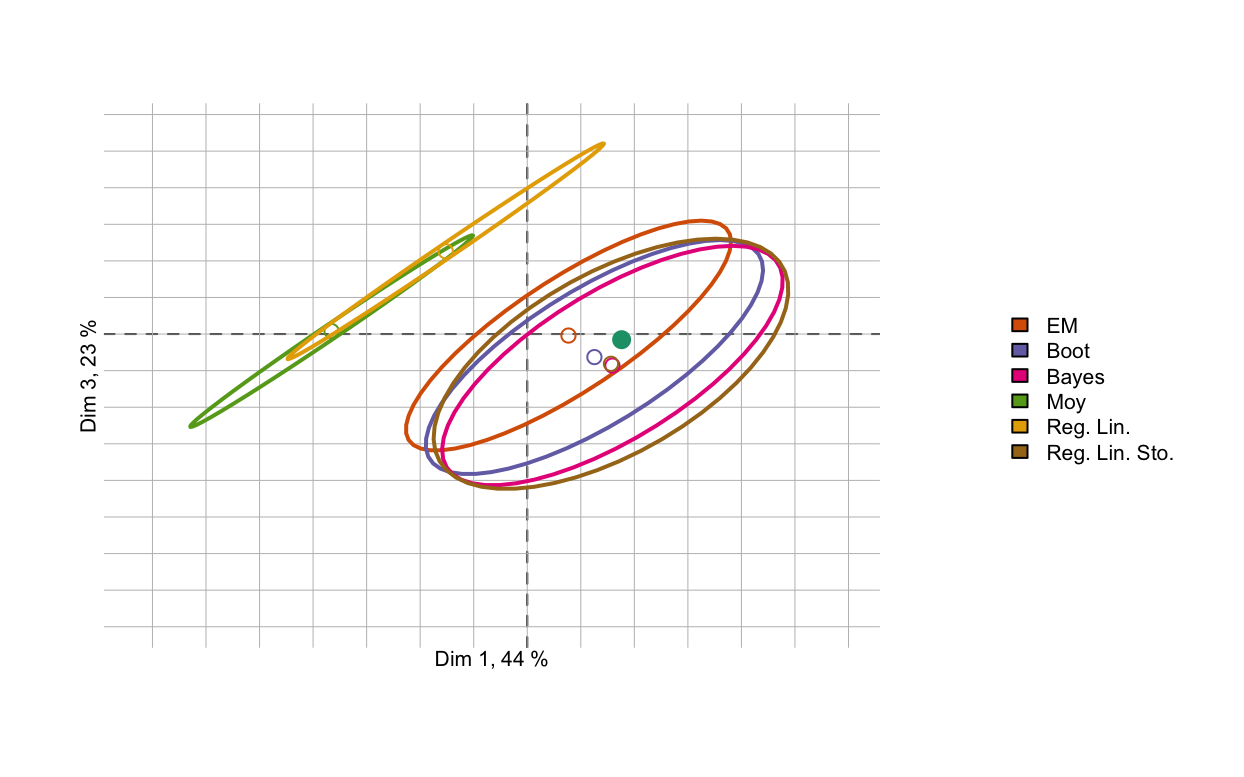 Dim 3, 23 %
Dim 1, 44 %
EM
Boot
Bayes
Moy
Reg. Lin.
Reg. Lin. Sto.